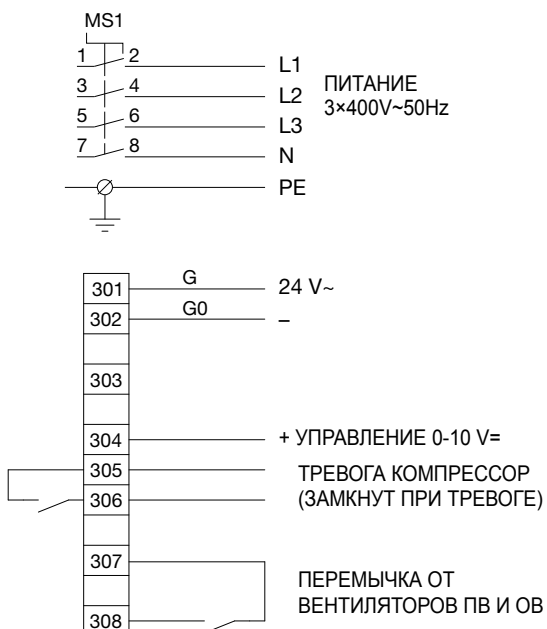 MS1
1 2 L1
3 4 L2 ПИТАНИЕ
5 6 L3 3×400V~50Hz
7 8 N
PE
301 G 24 V~
302 G0 –
303
304 + УПРАВЛЕНИЕ 0-10 V=
305 ТРЕВОГА КОМПРЕССОР
306 (ЗАМКНУТ ПРИ ТРЕВОГЕ)
307 ПЕРЕМЫЧКА ОТ
308 ВЕНТИЛЯТОРОВ ПВ И ОВ